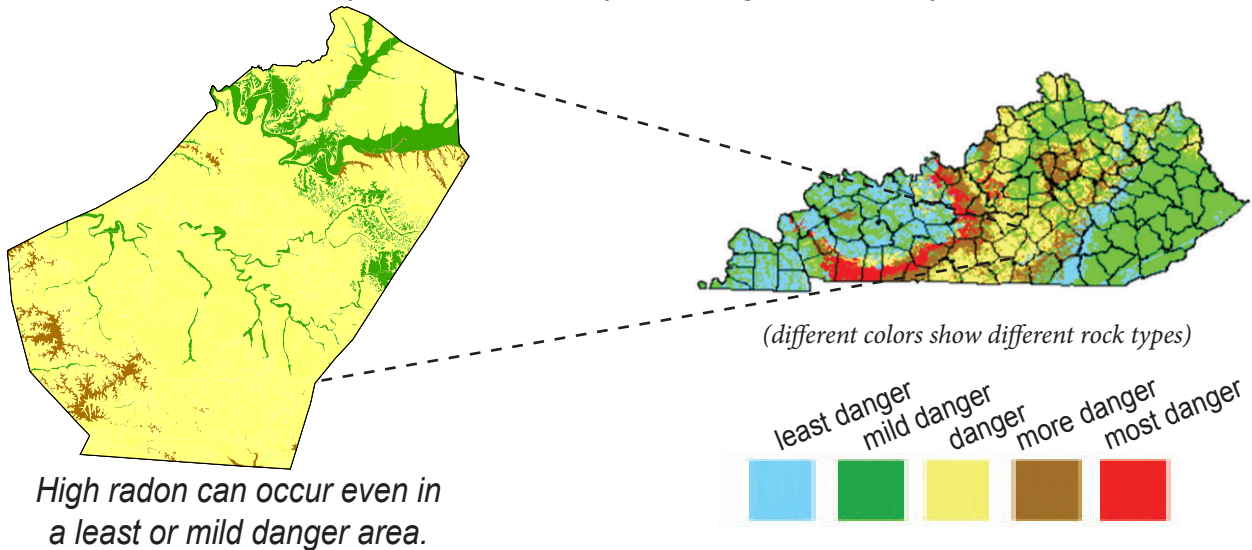 High radon can occur even in
a least or mild danger area.
(different colors show different rock types)
least danger
mild danger
danger
more danger
most danger